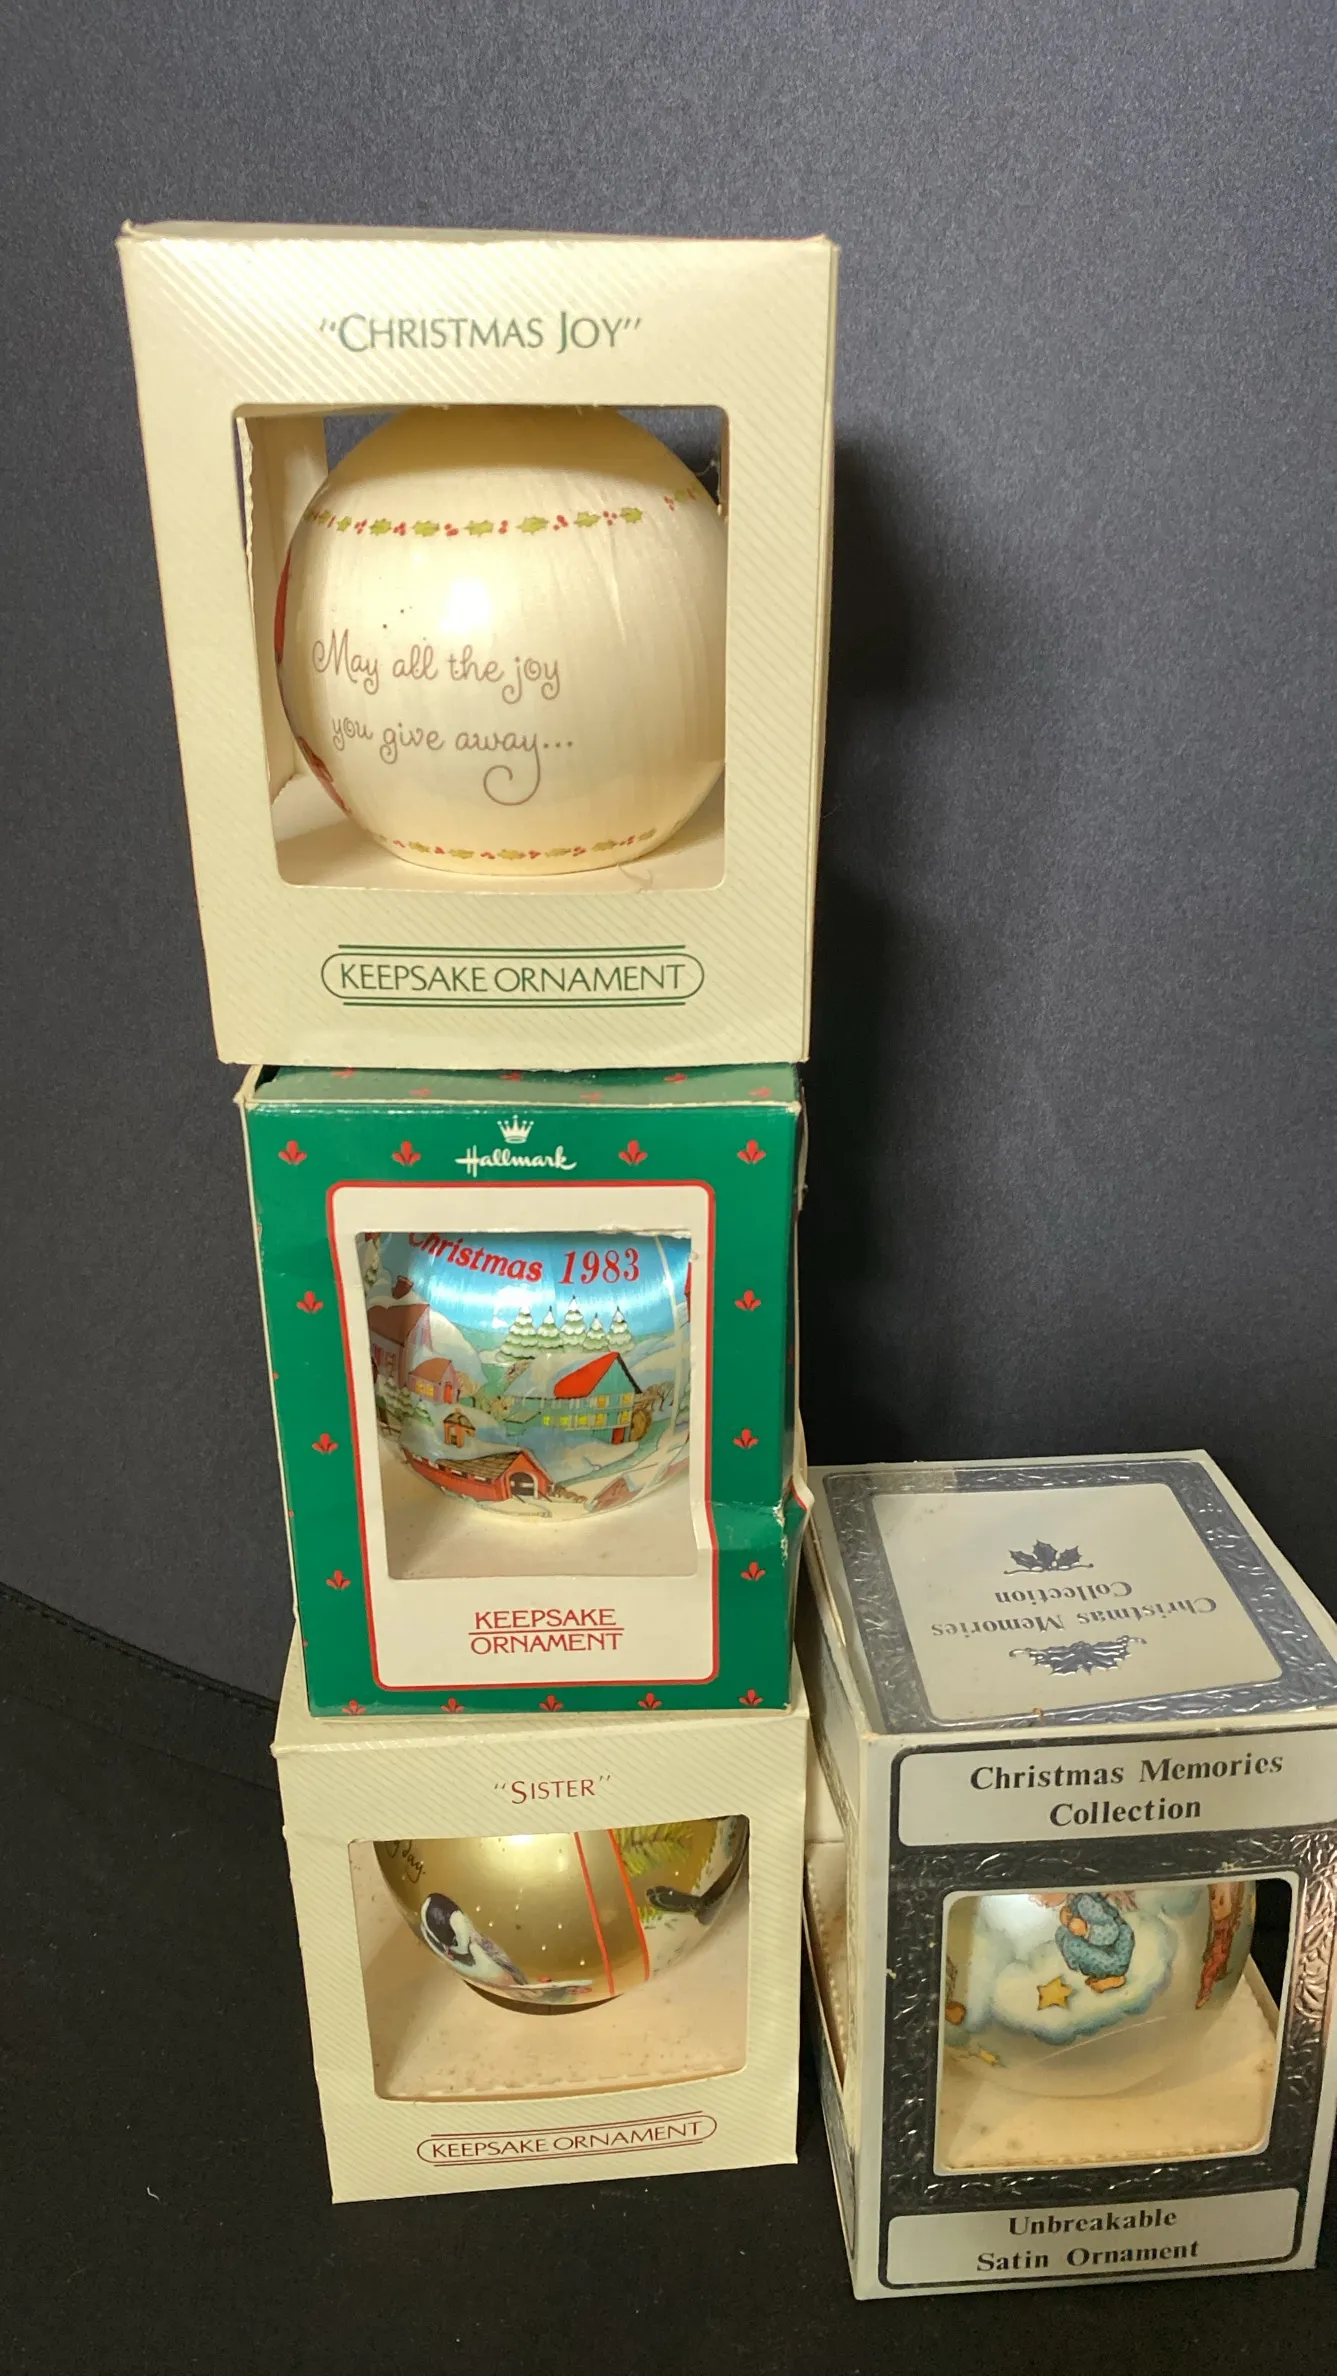 "CHRISTMAS JOY"
May all the joy
you give away...
KEEPSAKE ORNAMENT
Hallmark
Christmas 1983
KEEPSAKE
ORNAMENT
"SISTER"
day.
KEEPSAKE ORNAMENT
Christmas Memories
Collection
Christmas Memories
Collection
Unbreakable
Satin Ornament